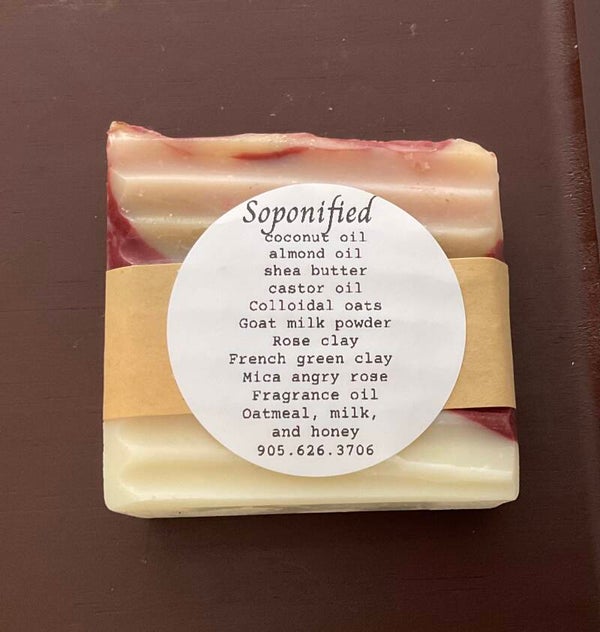 Soponified
coconut oil
almond oil
shea butter
castor oil
Colloidal oats
Goat milk powder
Rose clay
French green clay
Mica angry rose
Fragrance oil
Oatmeal, milk,
and honey
905.626.3706